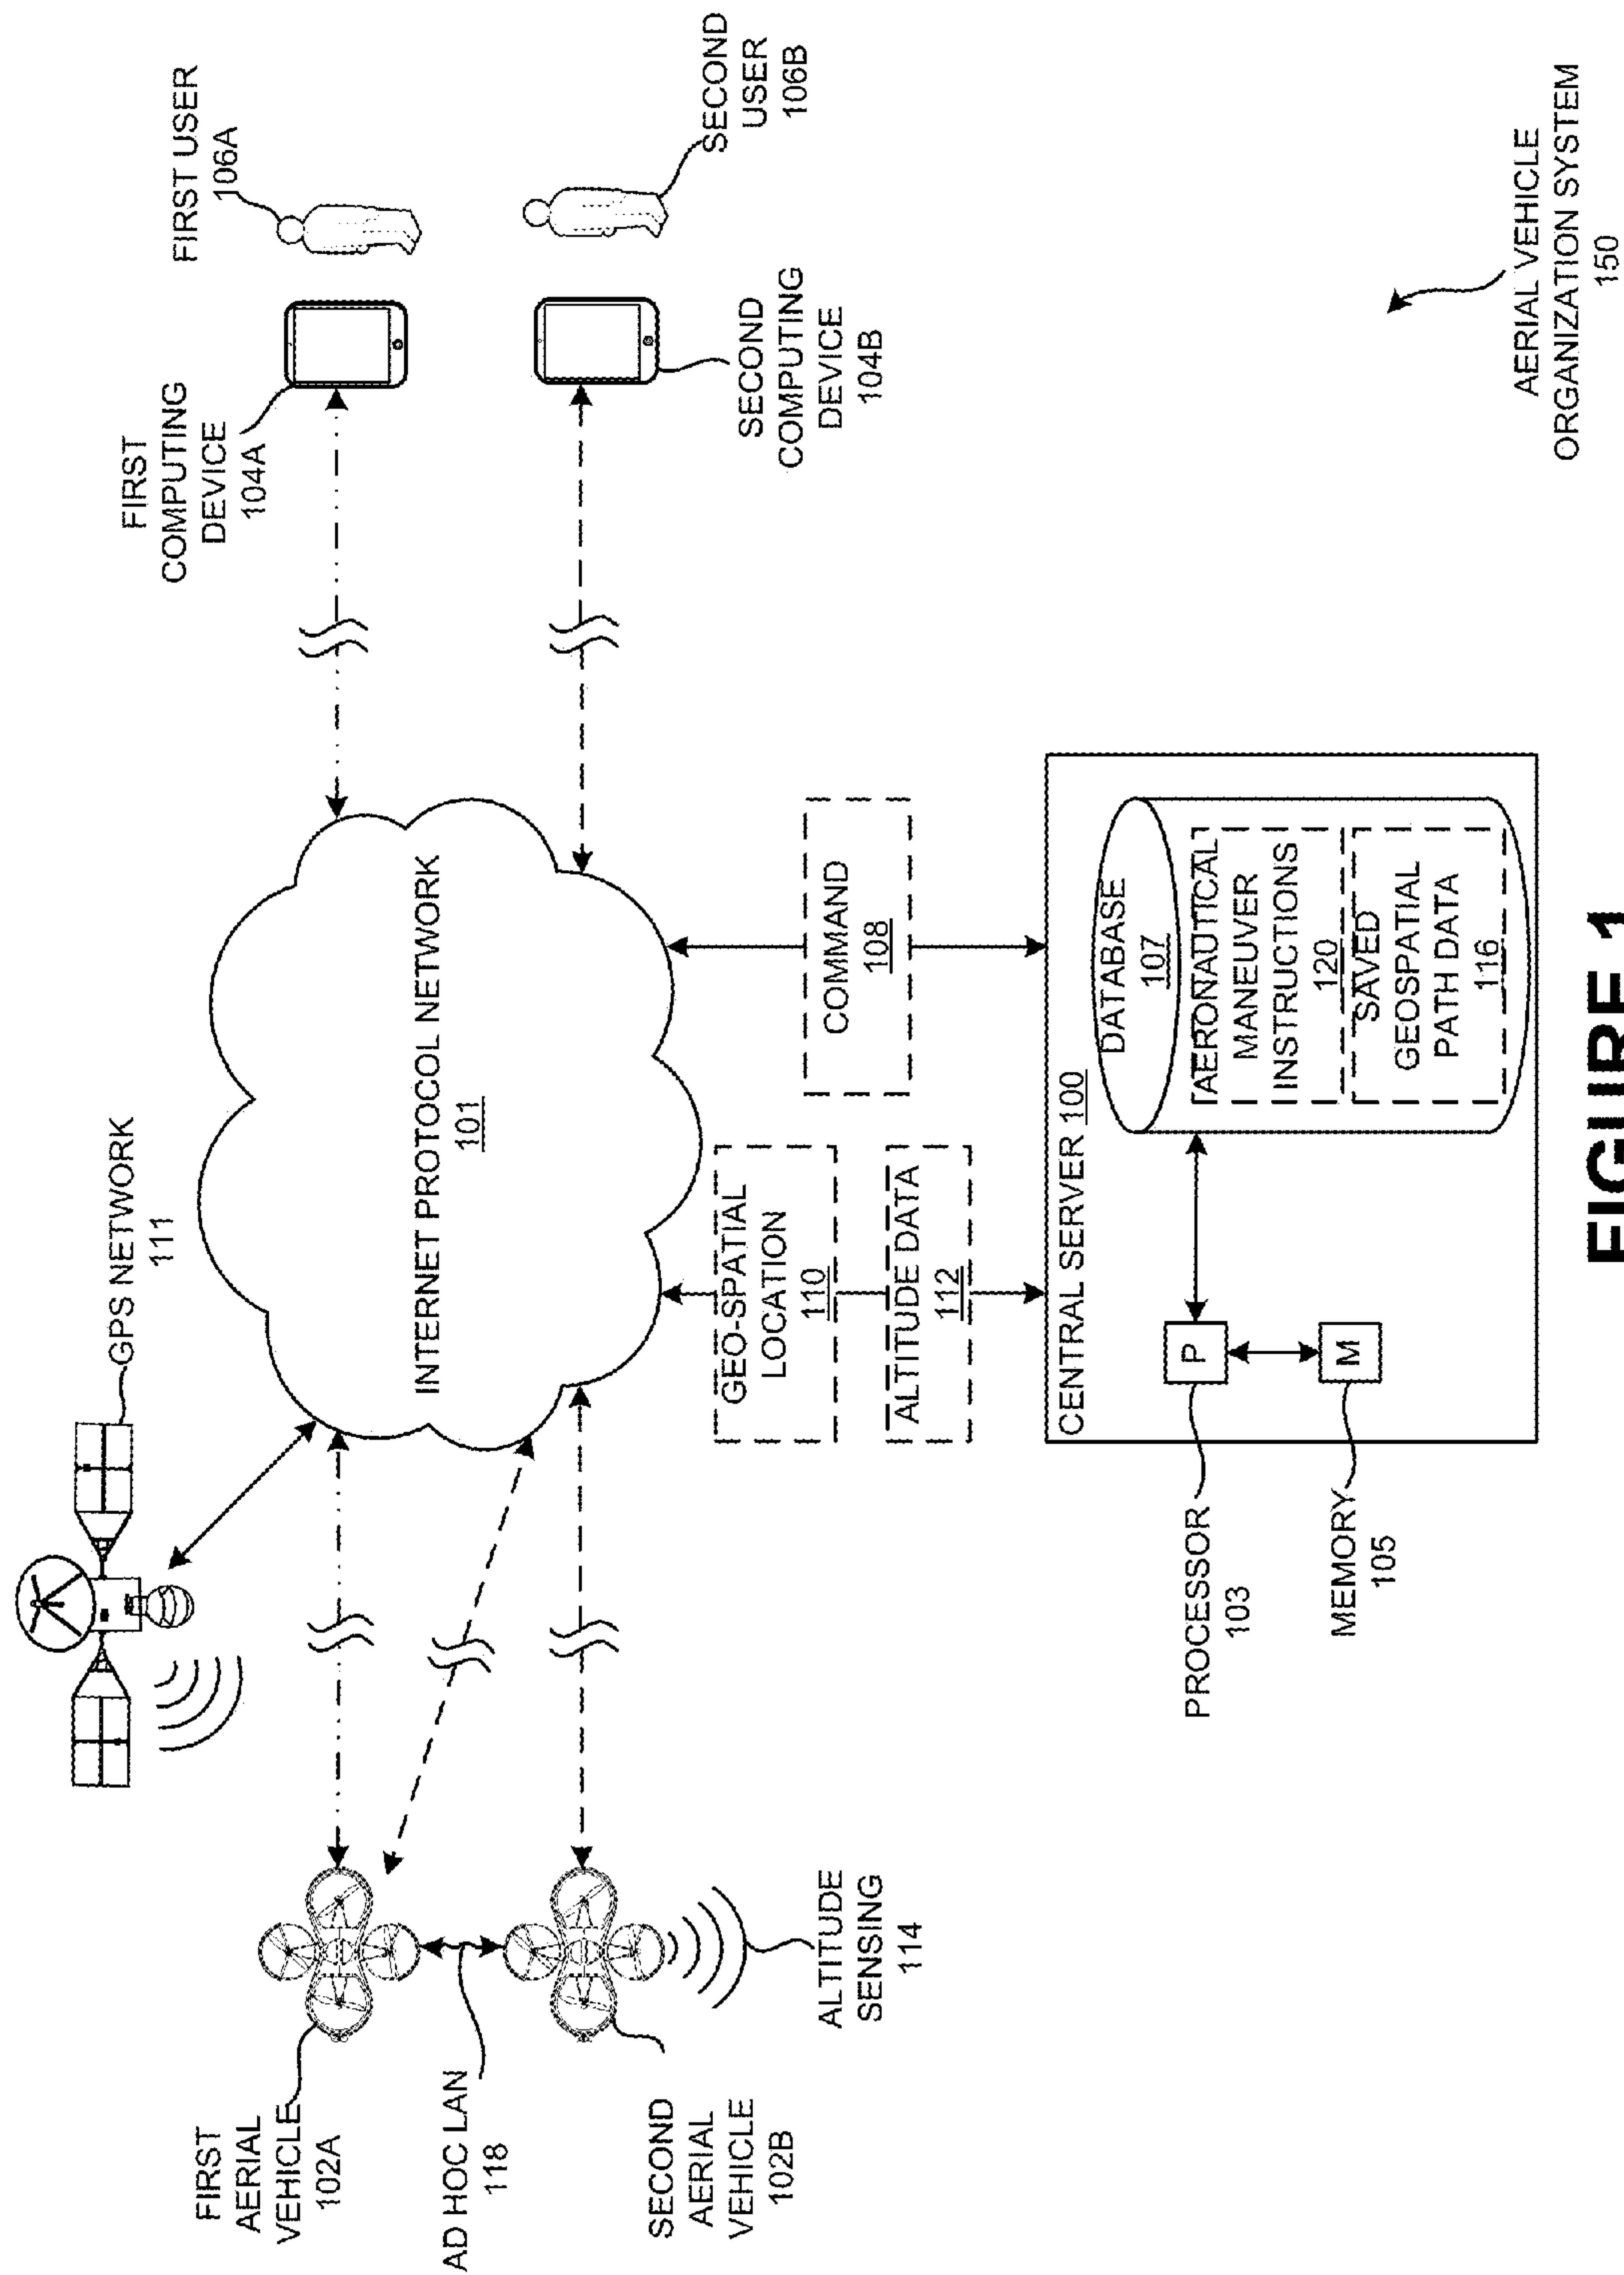 GPS NETWORK
111
FIRST
AERIAL
VEHICLE
102A
AD HOC LAN
118
SECOND
AERIAL
VEHICLE
102B
ALTITUDE
SENSING
114
INTERNET PROTOCOL NETWORK
101
FIRST
COMPUTING
DEVICE
104A
FIRST USER
106A
SECOND
COMPUTING
DEVICE
104B
SECOND
USER
106B
GEO-SPATIAL
LOCATION
110
ALTITUDE DATA
112
COMMAND
108
CENTRAL SERVER 100
P
M
PROCESSOR
103
MEMORY
105
DATABASE
107
AERONAUTICAL
MANEUVER
INSTRUCTIONS
120
SAVED
GEOSPATIAL
PATH DATA
116
AERIAL VEHICLE
ORGANIZATION SYSTEM
150
FIGURE 1